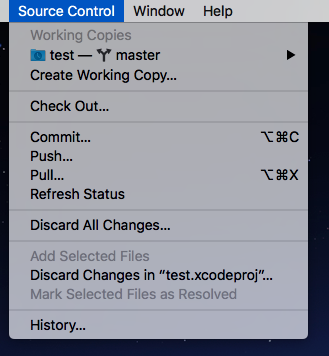 Source Control Window Help
Working Copies
test — master
Create Working Copy...
Check Out...
Commit... ⌥⌘C
Push...
Pull... ⌥⌘X
Refresh Status
Discard All Changes...
Add Selected Files
Discard Changes in “test.xcodeproj”...
Mark Selected Files as Resolved
History...